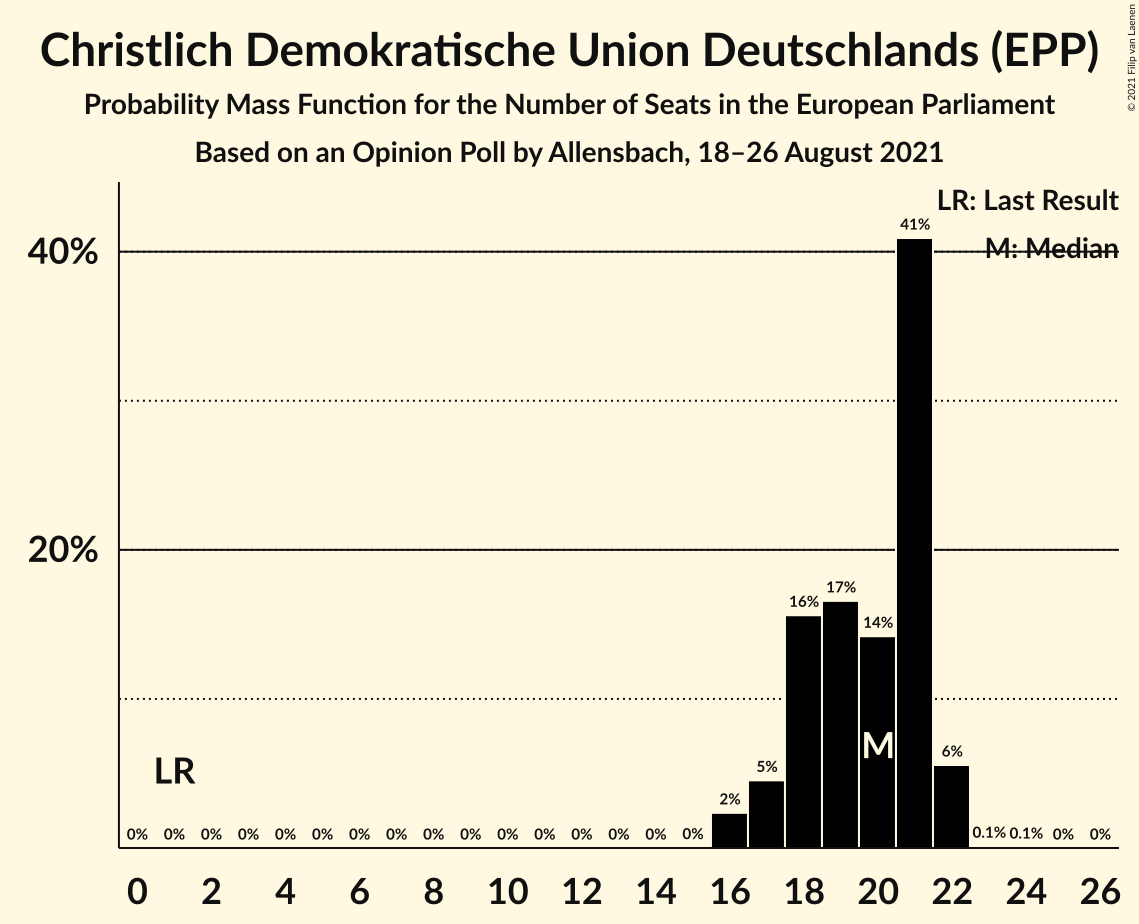 Christlich Demokratische Union Deutschlands (EPP)
Probability Mass Function for the Number of Seats in the European Parliament
Based on an Opinion Poll by Allensbach, 18–26 August 2021
© 2021 Filip van Laenen
LR: Last Result
M: Median
41%
40%
20%
17%
16%
14%
M
6%
5%
LR
2%
0% 0% 0% 0% 0% 0% 0% 0% 0% 0% 0% 0% 0% 0% 0% 0% 0.1% 0.1% 0% 0%
0 2 4 6 8 10 12 14 16 18 20 22 24 26